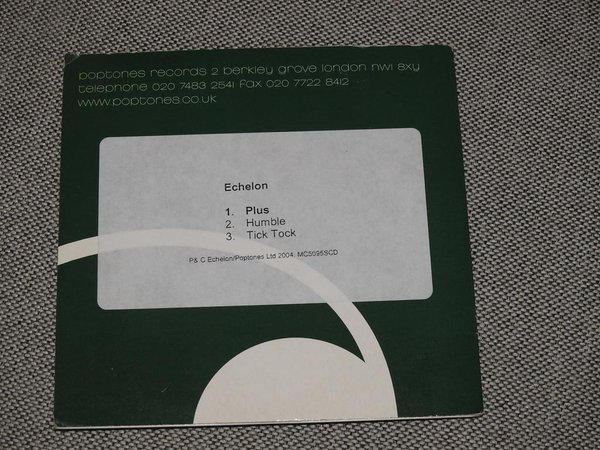 poptones records 2 berkley grove london nw1 8xy
telephone 020 7483 2541 fax 020 7722 8412
www.poptones.co.uk
Echelon
1. Plus
2. Humble
3. Tick Tock
P& C Echelon/Poptones Ltd 2004; MC5095SCD